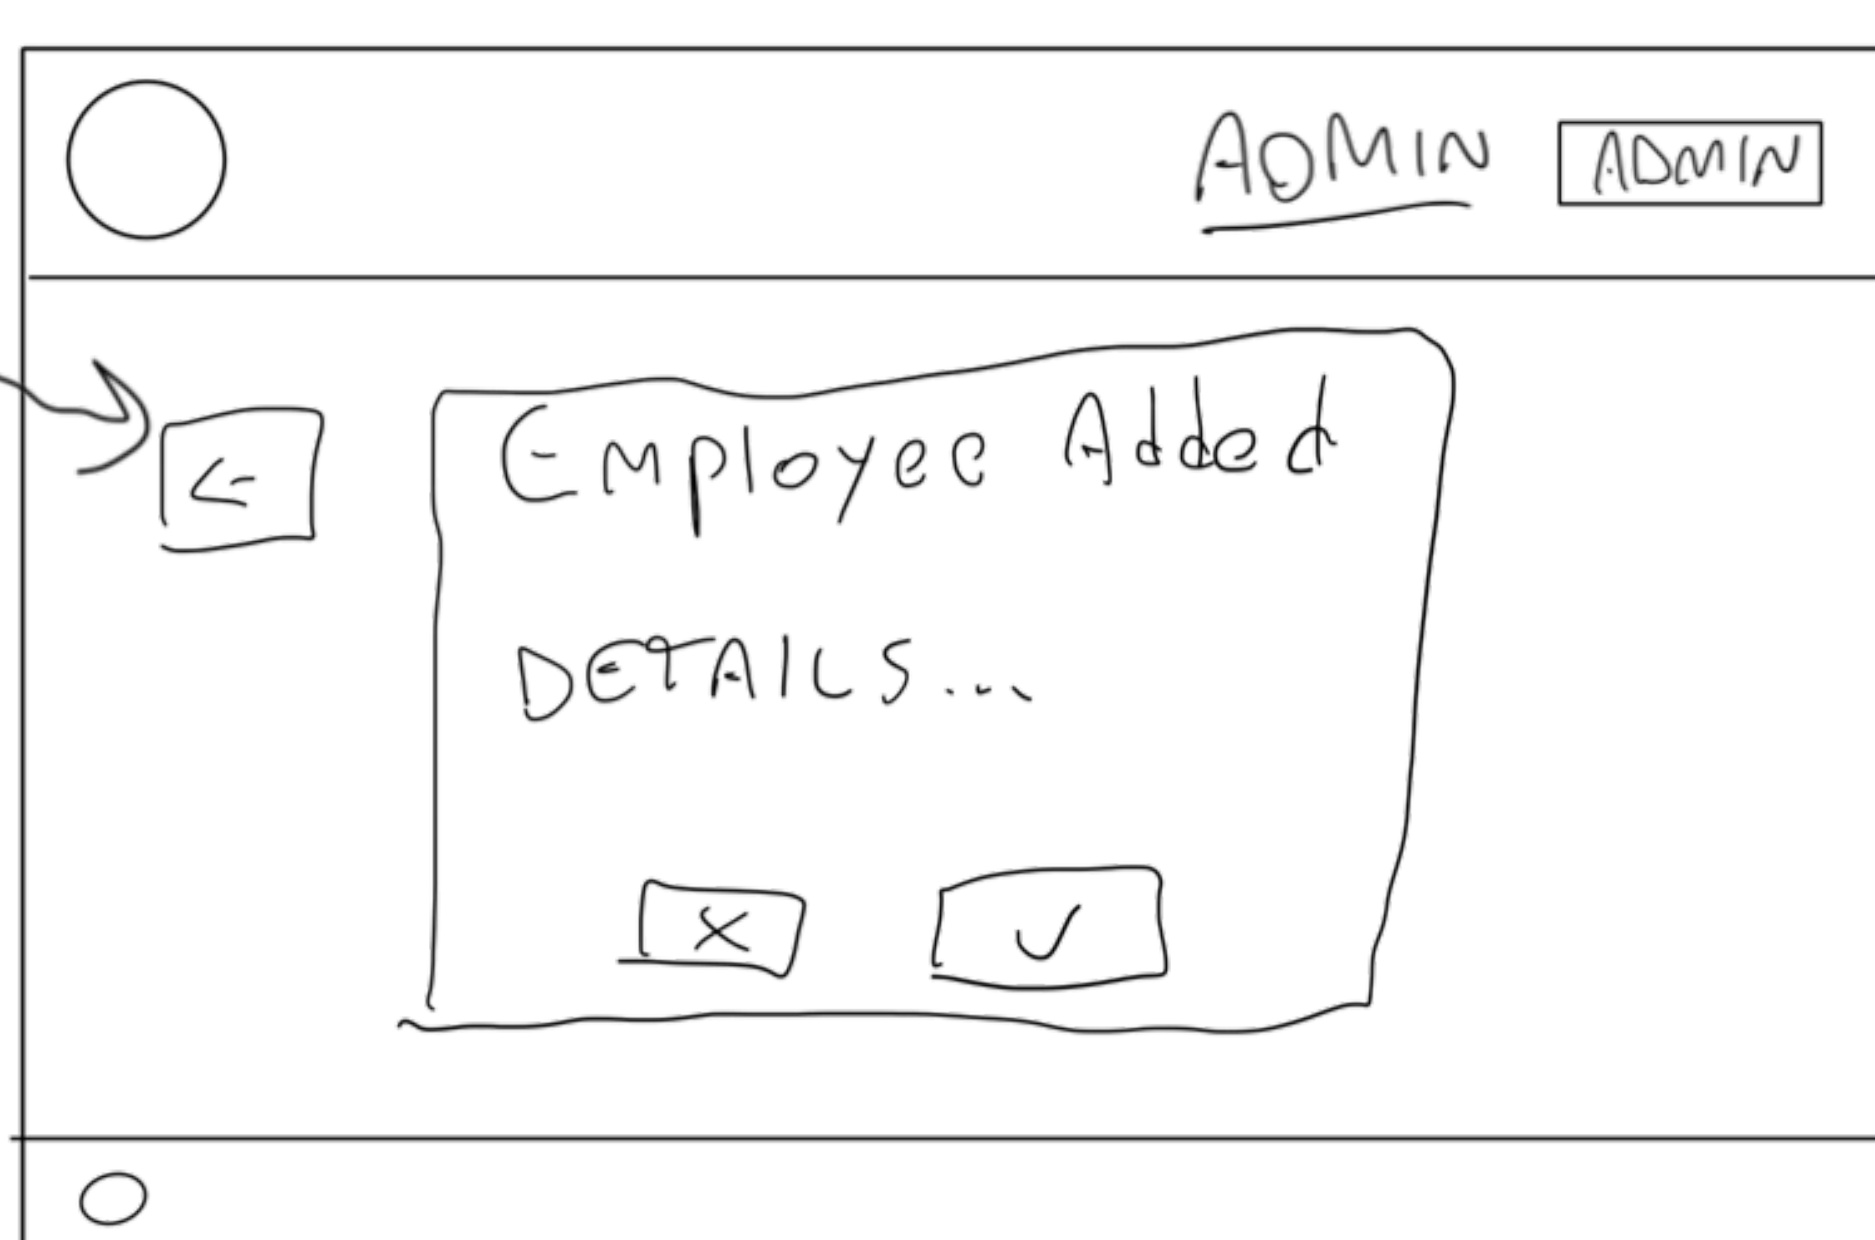 ADMIN ADMIN
←
Employee Added
DETAILS...
X ✓